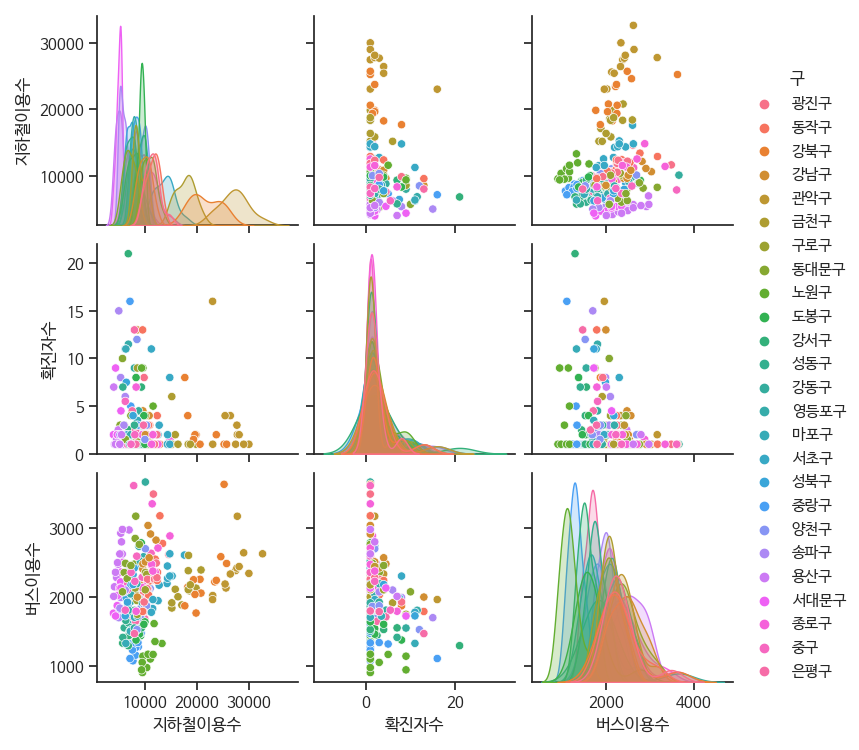 지하철이용수
30000
20000
10000
확진자수
20
15
10
5
0
버스이용수
3000
2000
1000
10000 20000 30000
지하철이용수
0 20
확진자수
2000 4000
버스이용수
구
광진구
동작구
강북구
강남구
관악구
금천구
구로구
동대문구
노원구
도봉구
강서구
성동구
강동구
영등포구
마포구
서초구
성북구
중랑구
양천구
송파구
용산구
서대문구
종로구
중구
은평구